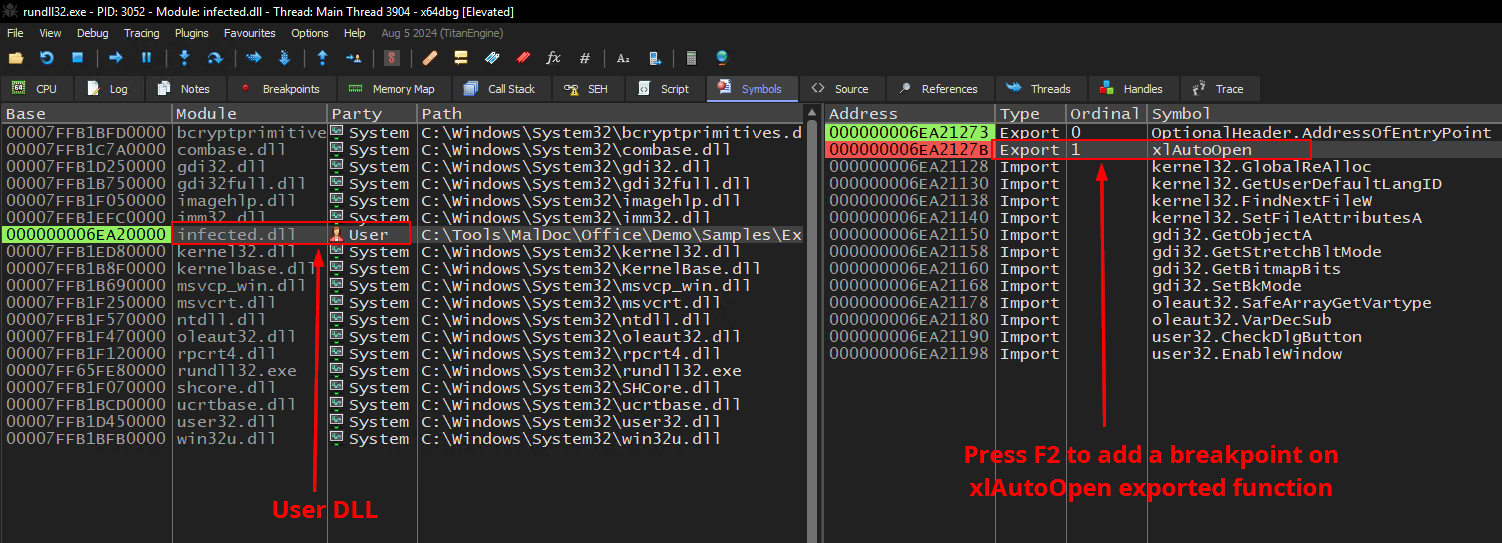 rundll32.exe - PID: 3052 - Module: infected.dll - Thread: Main Thread 3904 - x64dbg [Elevated]
File View Debug Tracing Plugins Favourites Options Help Aug 5 2024 (TitanEngine)
CPU Log Notes Breakpoints Memory Map Call Stack SEH Script Symbols Source References Threads Handles Trace
Base Module Party Path
00007FFB1BFD0000 bcryptprimitive System C:\Windows\System32\bcryptprimitives.d
00007FFB1C7A0000 combase.dll System C:\Windows\System32\combase.dll
00007FFB1D250000 gdi32.dll System C:\Windows\System32\gdi32.dll
00007FFB1B750000 gdi32full.dll System C:\Windows\System32\gdi32full.dll
00007FFB1F050000 imagehlp.dll System C:\Windows\System32\imagehlp.dll
00007FFB1EFC0000 imm32.dll System C:\Windows\System32\imm32.dll
000000006EA20000 infected.dll User C:\Tools\MalDoc\Office\Demo\Samples\Ex
00007FFB1ED80000 kernel32.dll System C:\Windows\System32\kernel32.dll
00007FFB1B8F0000 kernelbase.dll System C:\Windows\System32\KernelBase.dll
00007FFB1B690000 msvcp_win.dll System C:\Windows\System32\msvcp_win.dll
00007FFB1F250000 msvcrt.dll System C:\Windows\System32\msvcrt.dll
00007FFB1F570000 ntdll.dll System C:\Windows\System32\ntdll.dll
00007FFB1F470000 oleaut32.dll System C:\Windows\System32\oleaut32.dll
00007FFB1F120000 rpcrt4.dll System C:\Windows\System32\rpcrt4.dll
00007FF65FE80000 rundll32.exe System C:\Windows\System32\rundll32.exe
00007FFB1F070000 shcore.dll System C:\Windows\System32\SHCore.dll
00007FFB1BCD0000 ucrtbase.dll System C:\Windows\System32\ucrtbase.dll
00007FFB1D450000 user32.dll System C:\Windows\System32\user32.dll
00007FFB1BFB0000 win32u.dll System C:\Windows\System32\win32u.dll
User DLL
Address Type Ordinal Symbol
000000006EA21273 Export 0 OptionalHeader.AddressOfEntryPoint
000000006EA2127B Export 1 xlAutoOpen
000000006EA21128 Import kernel32.GlobalReAlloc
000000006EA21130 Import kernel32.GetUserDefaultLangID
000000006EA21138 Import kernel32.FindNextFileW
000000006EA21140 Import kernel32.SetFileAttributesA
000000006EA21150 Import gdi32.GetObjectA
000000006EA21158 Import gdi32.GetStretchBltMode
000000006EA21160 Import gdi32.GetBitmapBits
000000006EA21168 Import gdi32.SetBkMode
000000006EA21178 Import oleaut32.SafeArrayGetVartype
000000006EA21180 Import oleaut32.VarDecSub
000000006EA21190 Import user32.CheckDlgButton
000000006EA21198 Import user32.EnableWindow
Press F2 to add a breakpoint on
xlAutoOpen exported function